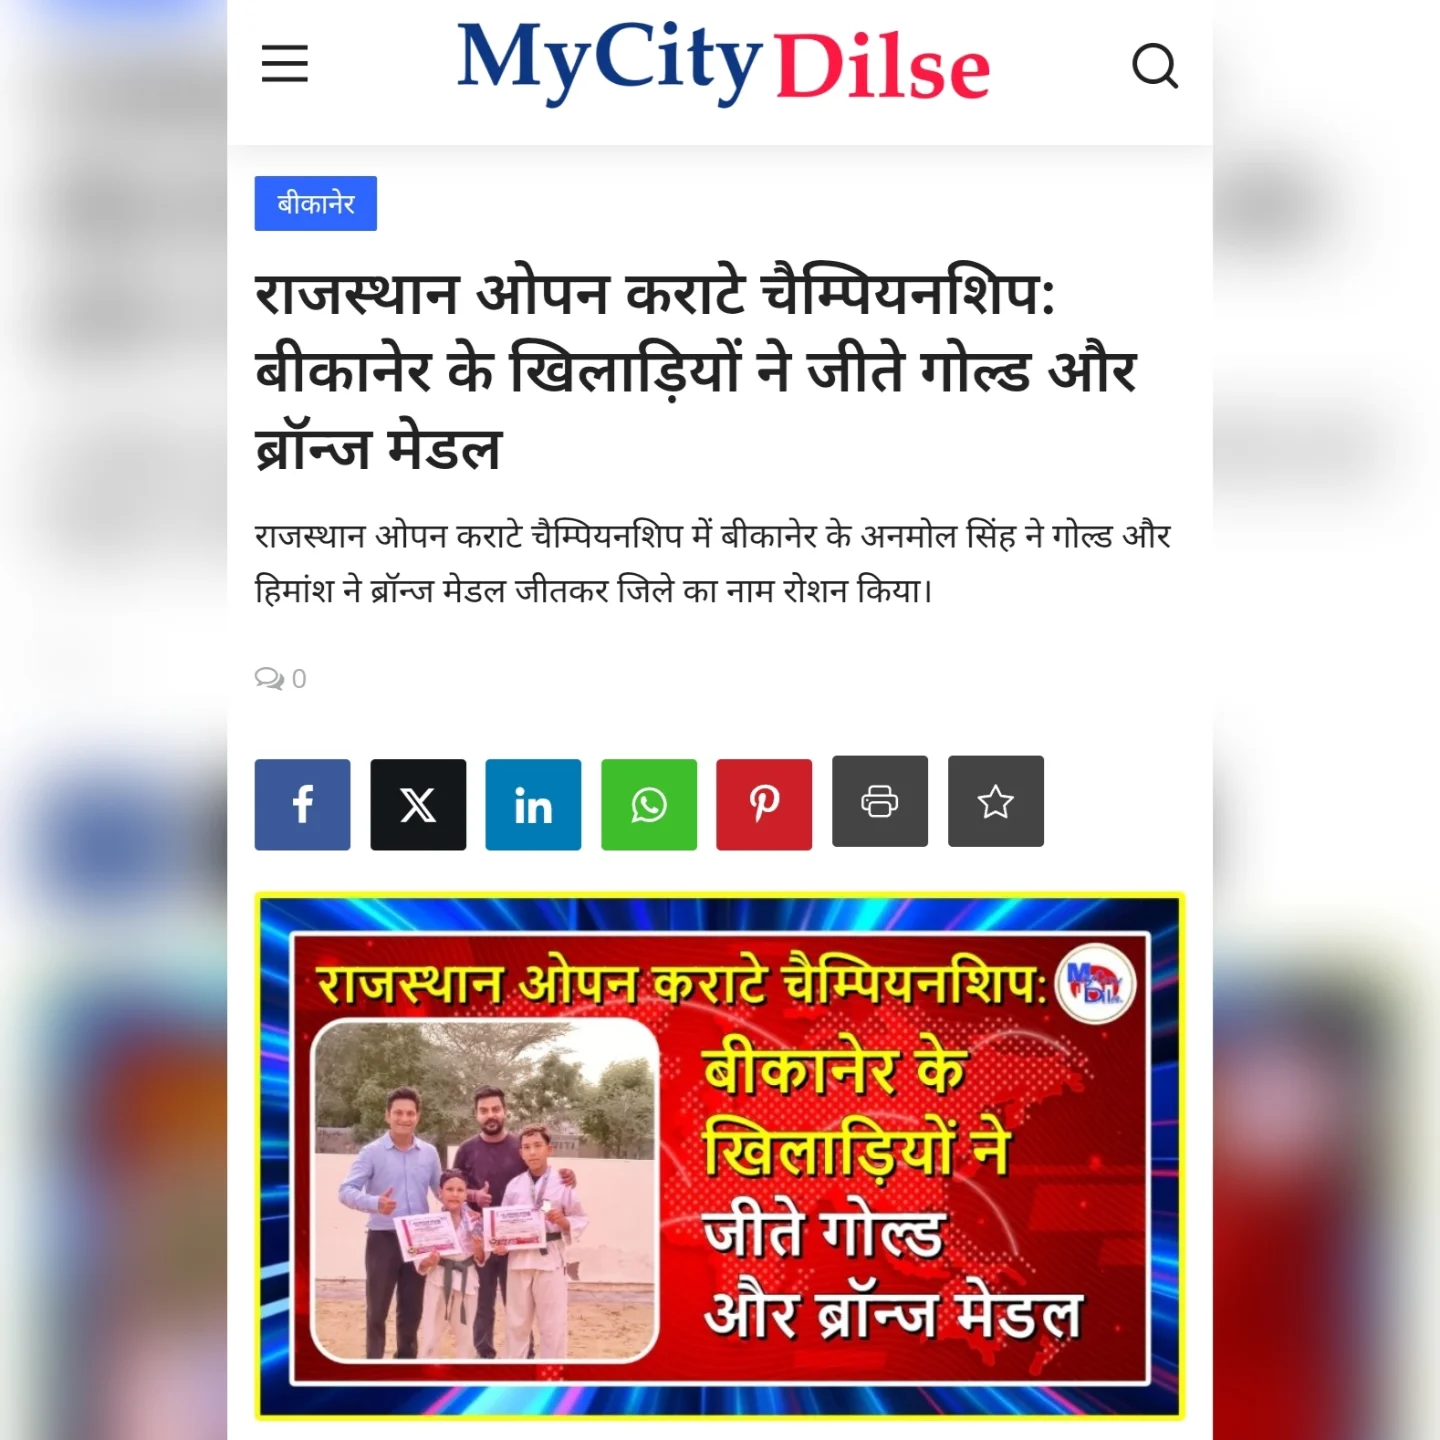 MyCity Dilse
बीकानेर
राजस्थान ओपन कराटे चैम्पियनशिप:
बीकानेर के खिलाड़ियों ने जीते गोल्ड और
ब्रॉन्ज मेडल
राजस्थान ओपन कराटे चैम्पियनशिप में बीकानेर के अनमोल सिंह ने गोल्ड और
हिमांश ने ब्रॉन्ज मेडल जीतकर जिले का नाम रोशन किया।
0
राजस्थान ओपन कराटे चैम्पियनशिप:
बीकानेर के
खिलाड़ियों ने
जीते गोल्ड
और ब्रॉन्ज मेडल